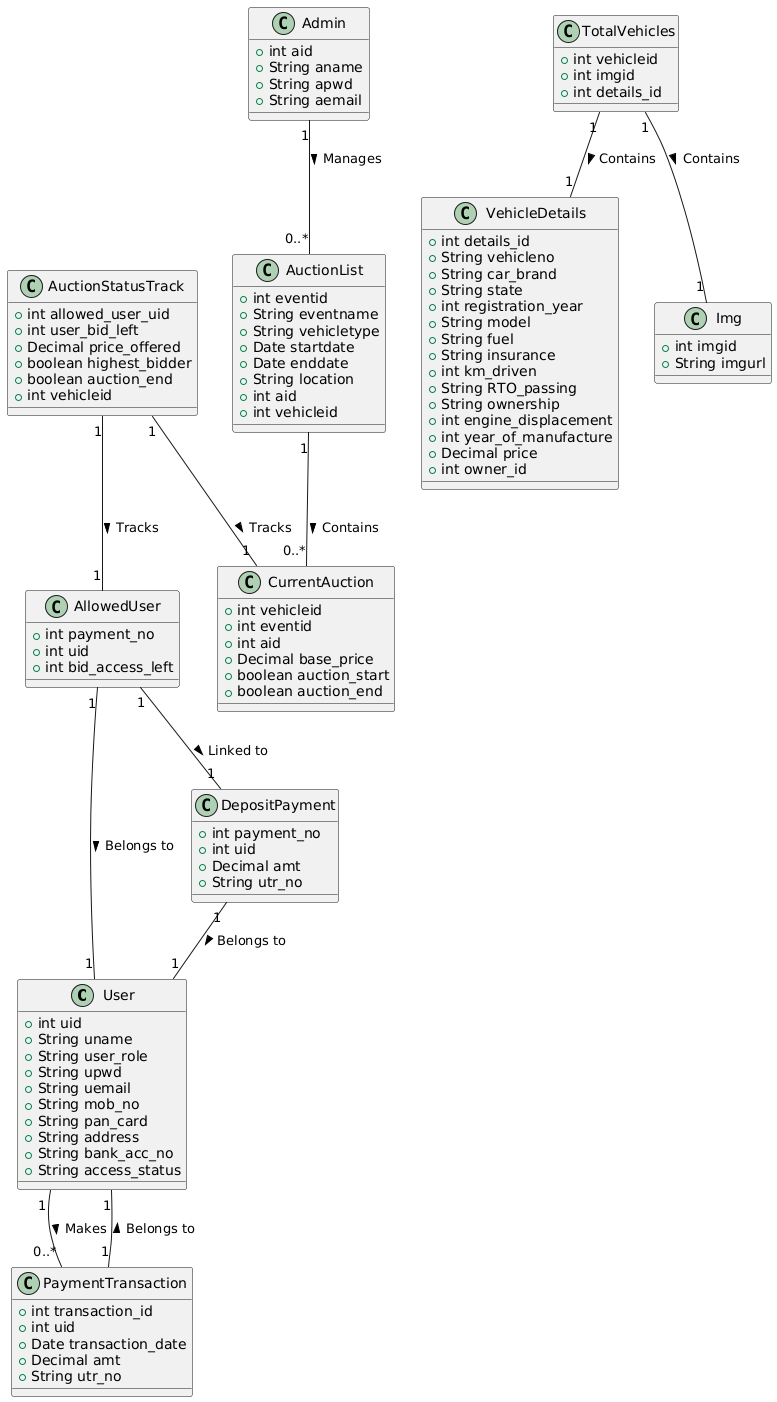 C Admin
int aid
String aname
String apwd
String aemail
C TotalVehicles
int vehicleid
int imgid
int details_id
1
Manages
0..*
1
Contains
1
1
Contains
1
C AuctionStatusTrack
int allowed_user_uid
int user_bid_left
Decimal price_offered
boolean highest_bidder
boolean auction_end
int vehicleid
C AuctionList
int eventid
String eventname
String vehicletype
Date startdate
Date enddate
String location
int aid
int vehicleid
C VehicleDetails
int details_id
String vehicleno
String car_brand
String state
int registration_year
String model
String fuel
String insurance
int km_driven
String RTO_passing
String ownership
int engine_displacement
int year_of_manufacture
Decimal price
int owner_id
C Img
int imgid
String imgurl
1
Tracks
1
1
Tracks
1
1
Contains
0..*
C AllowedUser
int payment_no
int uid
int bid_access_left
C CurrentAuction
int vehicleid
int eventid
int aid
Decimal base_price
boolean auction_start
boolean auction_end
1
Belongs to
1
1
Linked to
1
C DepositPayment
int payment_no
int uid
Decimal amt
String utr_no
1
Belongs to
1
C User
int uid
String uname
String user_role
String upwd
String uemail
String mob_no
String pan_card
String address
String bank_acc_no
String access_status
1
Makes
0..*
1
Belongs to
1
C PaymentTransaction
int transaction_id
int uid
Date transaction_date
Decimal amt
String utr_no